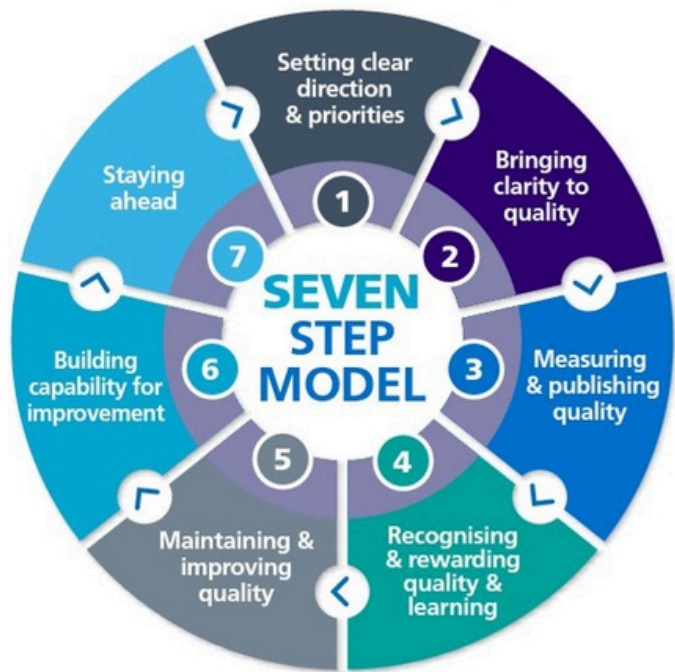 Setting clear
direction
& priorities
1
Bringing
clarity to
quality
2
Measuring
& publishing
quality
3
Recognising
& rewarding
quality &
learning
4
Maintaining &
improving
quality
5
Building
capability for
improvement
6
Staying
ahead
7
SEVEN
STEP
MODEL